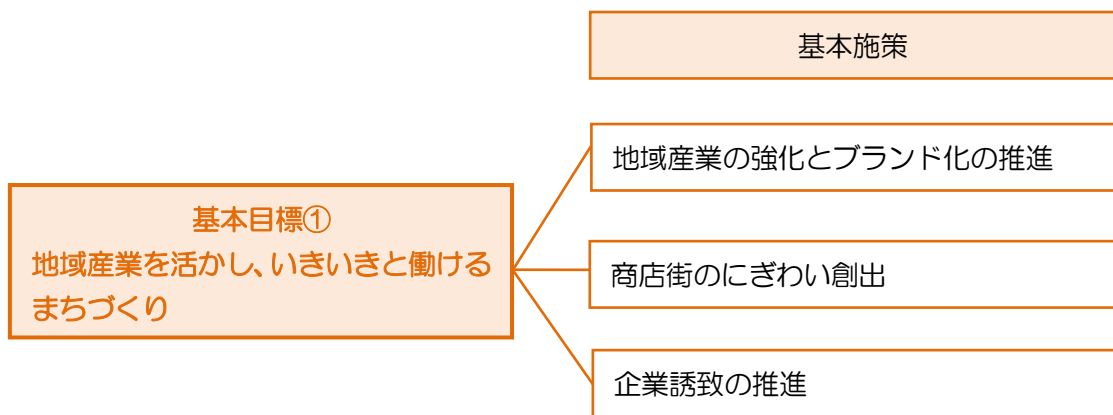 基本施策
地域産業の強化とブランド化の推進
基本目標①
地域産業を活かし、いきいきと働ける
まちづくり
商店街のにぎわい創出
企業誘致の推進